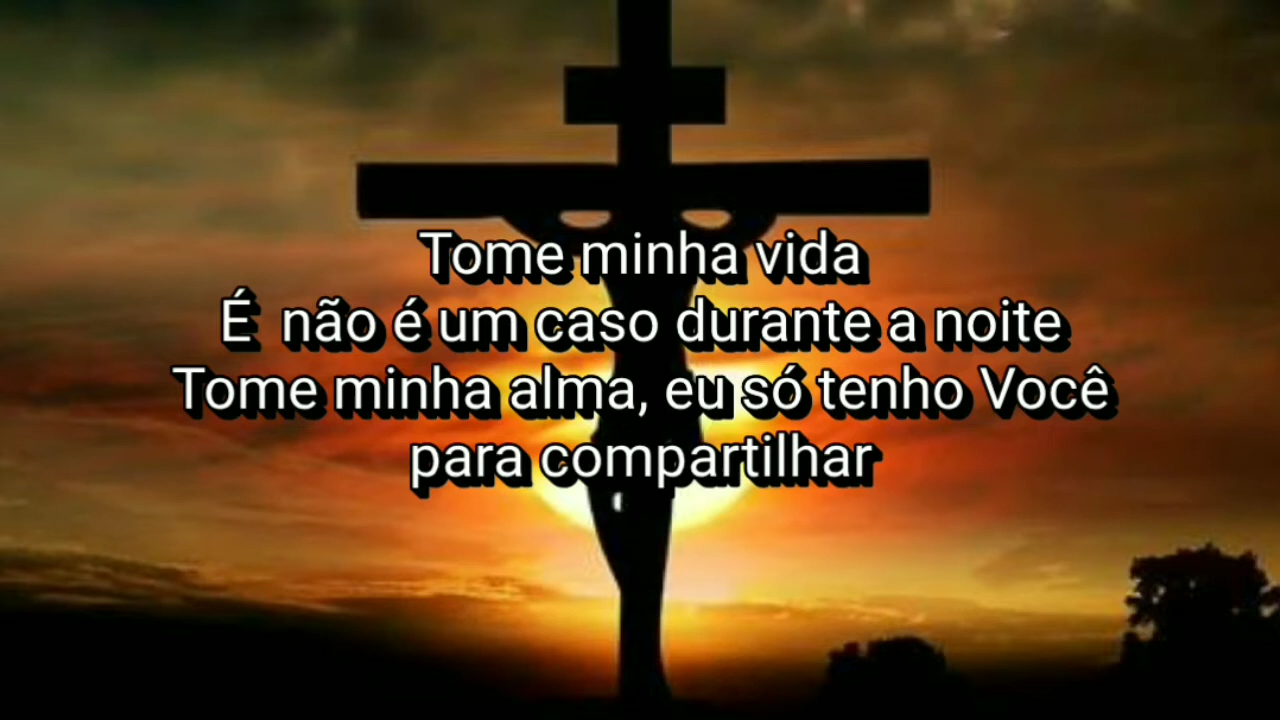 Tome minha vida
É  não é um caso durante a noite
Tome minha alma, eu só tenho Você
para compartilhar